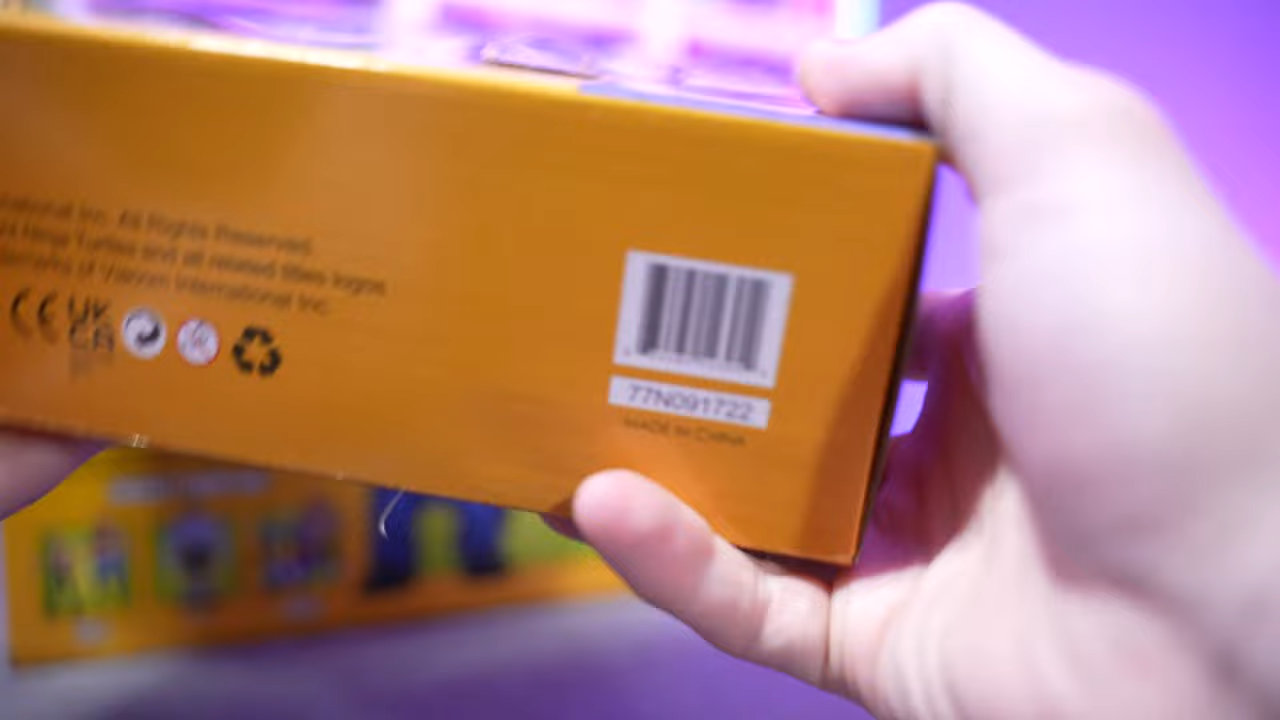 national Inc. All Rights Reserved.
Ninja Turtles and all related titles logos
of Viacom International Inc.
CE UK
CA
77N091722
MADE IN CHINA